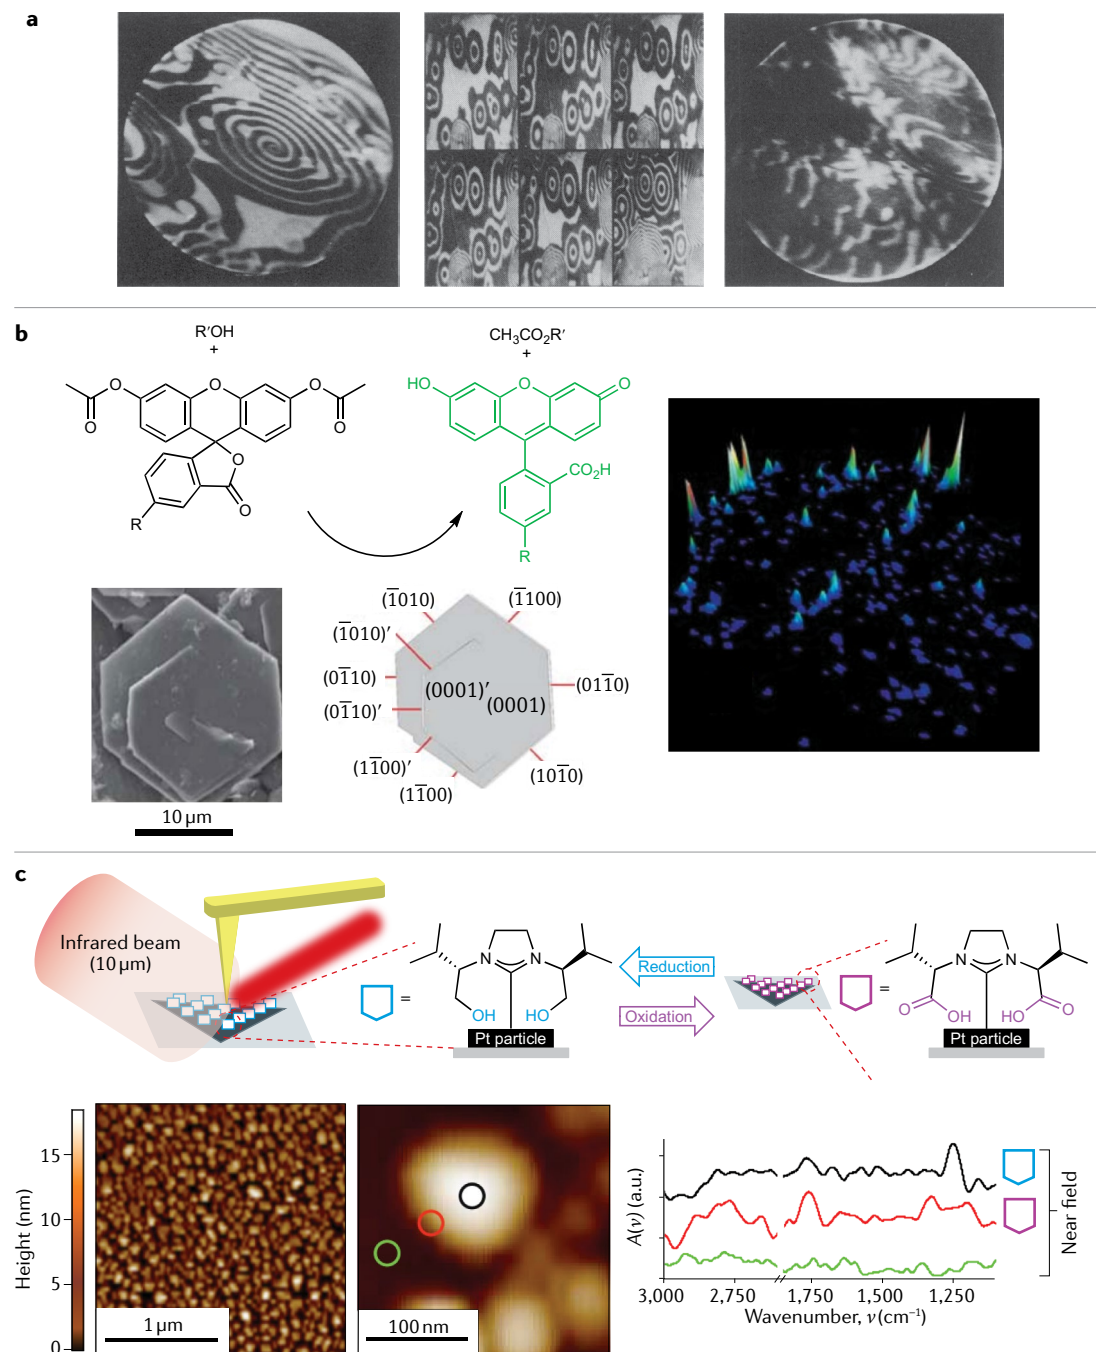 a
b
R′OH
+
CH₃CO₂R′
+
O
O
O
O
O
O
O
R
HO
O
O
CO₂H
R
(1̅010)
(1̅100)
(1̅010)′
(01̅10)
(0001)′
(0001)
(011̅0)
(01̅10)′
(11̅00)′
(101̅0)
(11̅00)
10 µm
c
Infrared beam
(10 µm)
=
N
N
OH
HO
Pt particle
Reduction
Oxidation
=
N
N
O
OH
HO
O
Pt particle
Height (nm)
15
10
5
0
1 µm
100 nm
A(ν) (a.u.)
3,000
2,750
1,750
1,500
1,250
Wavenumber, ν (cm⁻¹)
Near field